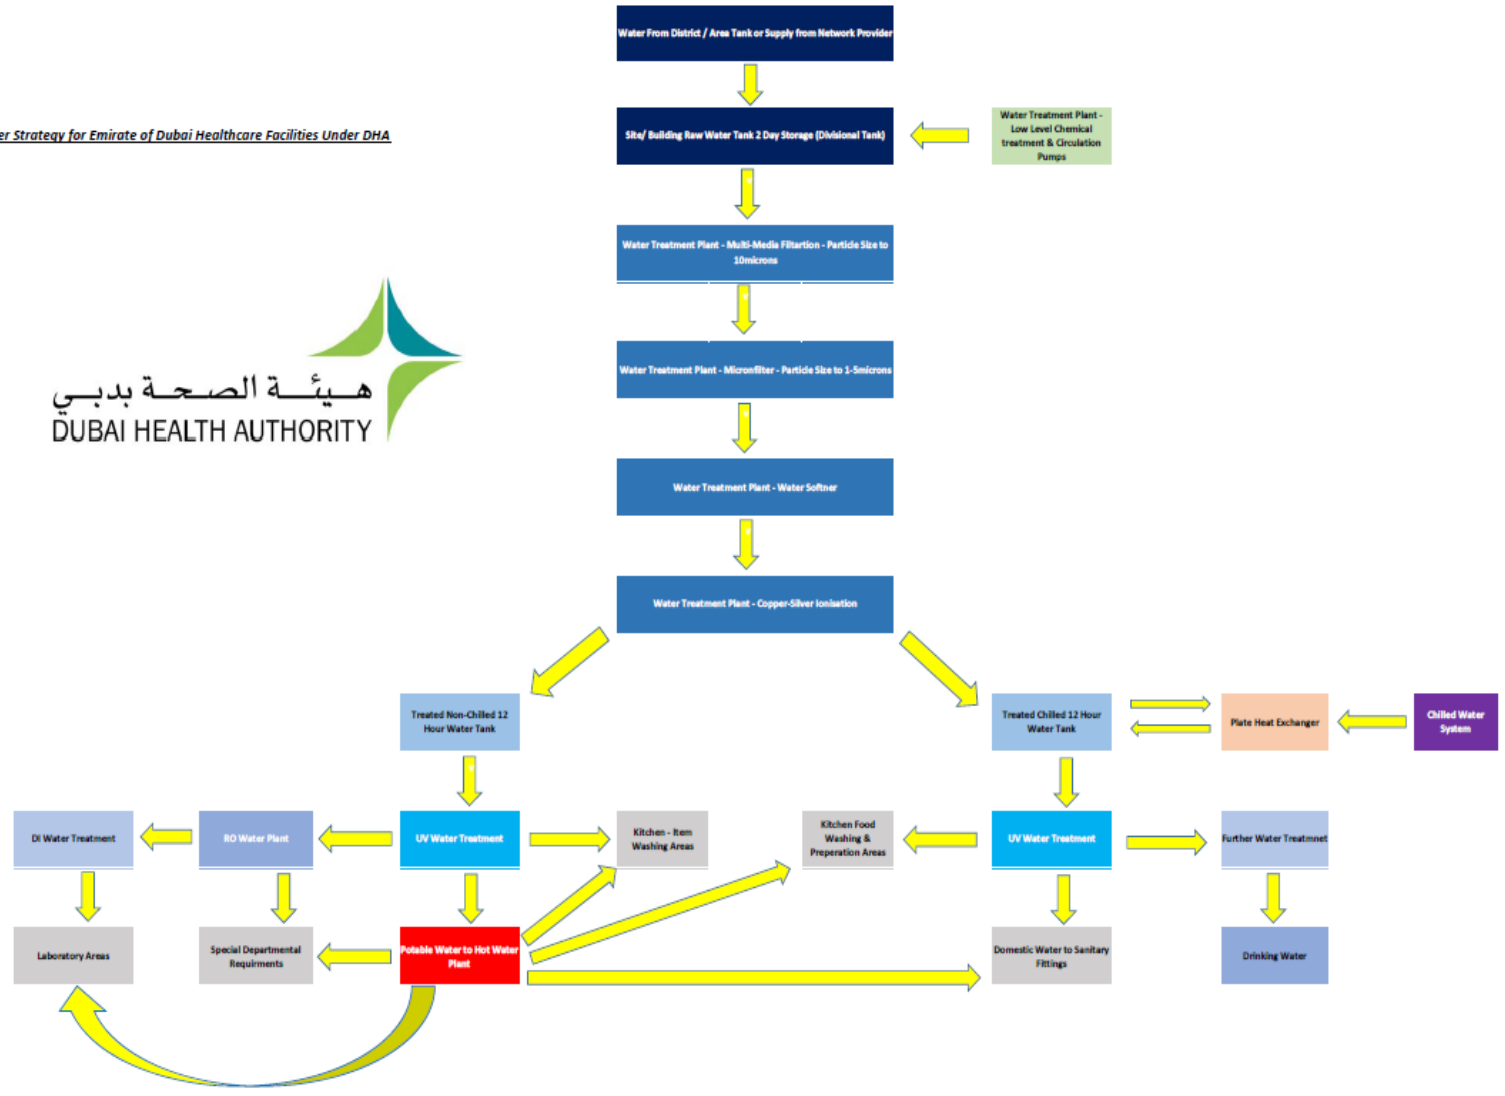 Water From District / Area Tank or Supply from Network Provider
er Strategy for Emirate of Dubai Healthcare Facilities Under DHA
Site/ Building Raw Water Tank 2 Day Storage (Divisional Tank)
Water Treatment Plant -
Low Level Chemical
treatment & Circulation
Pumps
Water Treatment Plant - Multi-Media Filtartion - Particle Size to
10microns
هيئة الصحة بدبي
DUBAI HEALTH AUTHORITY
Water Treatment Plant - Micronfilter - Particle Size to 1-5microns
Water Treatment Plant - Water Softner
Water Treatment Plant - Copper-Silver Ionisation
Treated Non-Chilled 12
Hour Water Tank
Treated Chilled 12 Hour
Water Tank
Plate Heat Exchanger
Chilled Water
System
DI Water Treatment
RO Water Plant
UV Water Treatment
Kitchen - Item
Washing Areas
Kitchen Food
Washing &
Preperation Areas
UV Water Treatment
Further Water Treatmnet
Laboratory Areas
Special Departmental
Requirments
Potable Water to Hot Water
Plant
Domestic Water to Sanitary
Fittings
Drinking Water